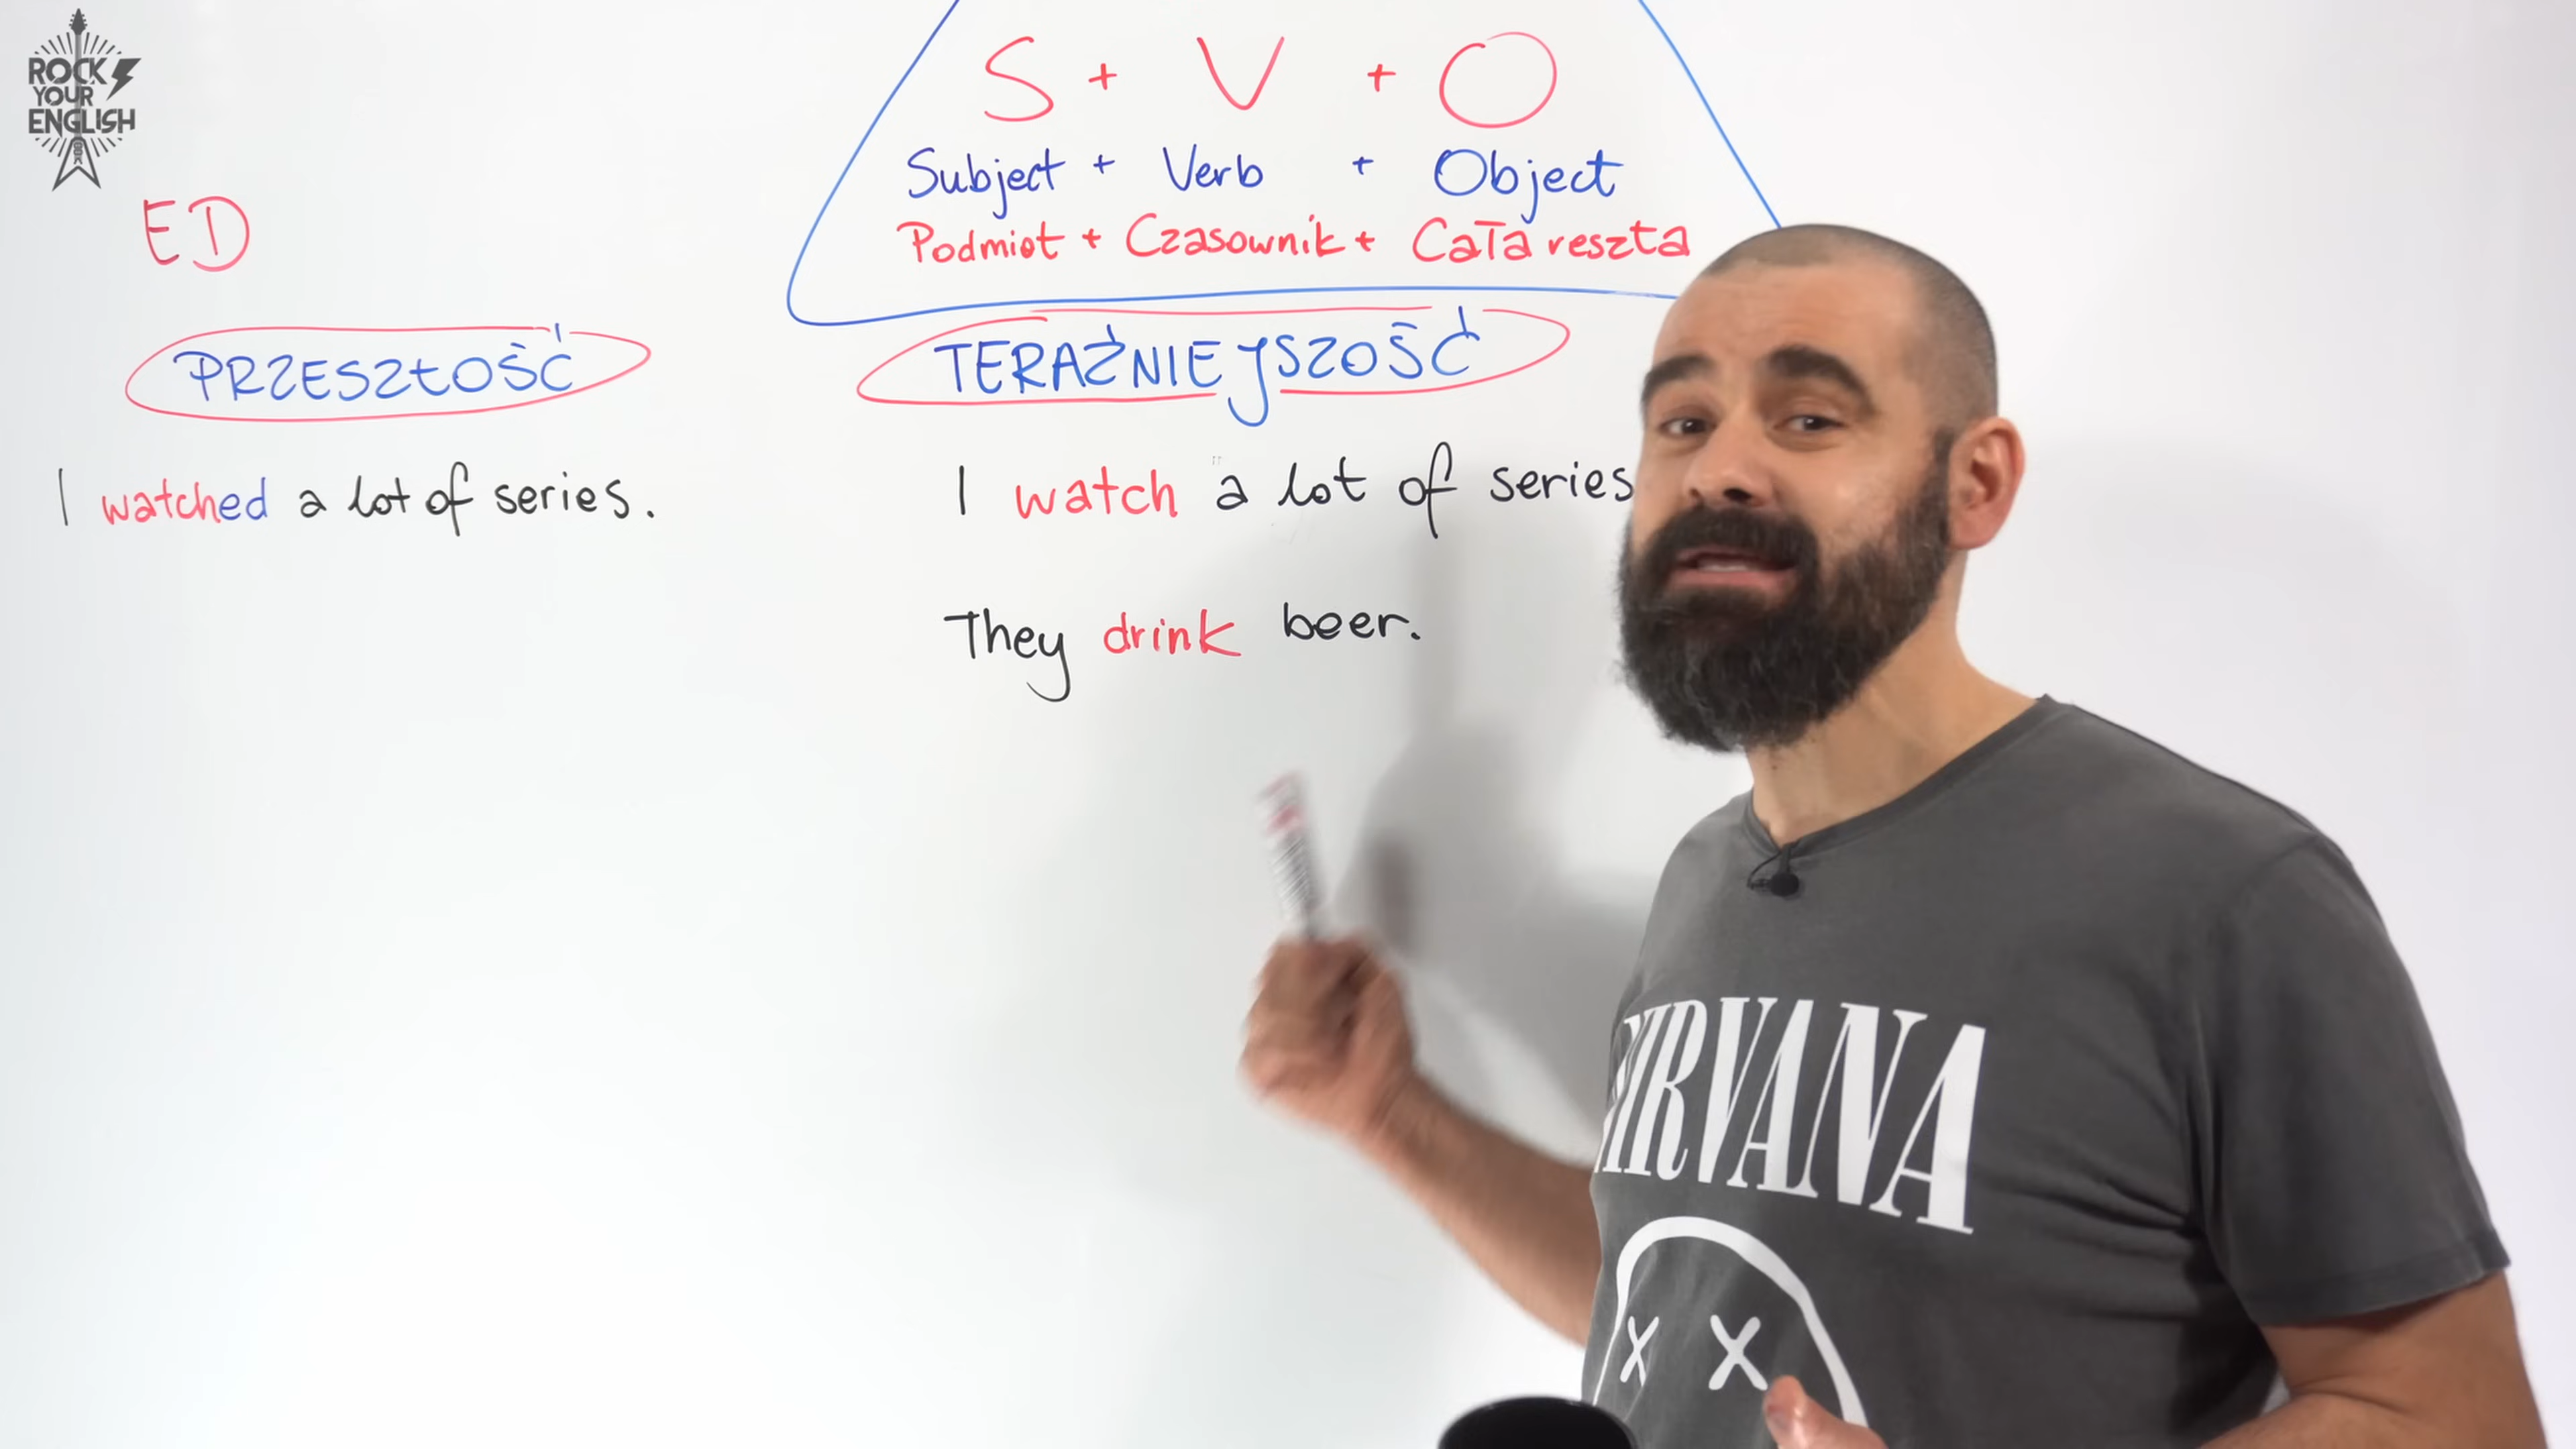 ROCK
YOUR
ENGLISH
S + V + O
Subject + Verb + Object
Podmiot + Czasownik + Cała reszta
ED
PRZESZŁOŚĆ
TERAŹNIEJSZOŚĆ
I watched a lot of series.
I watch a lot of series
They drink beer.
NIRVANA
X X